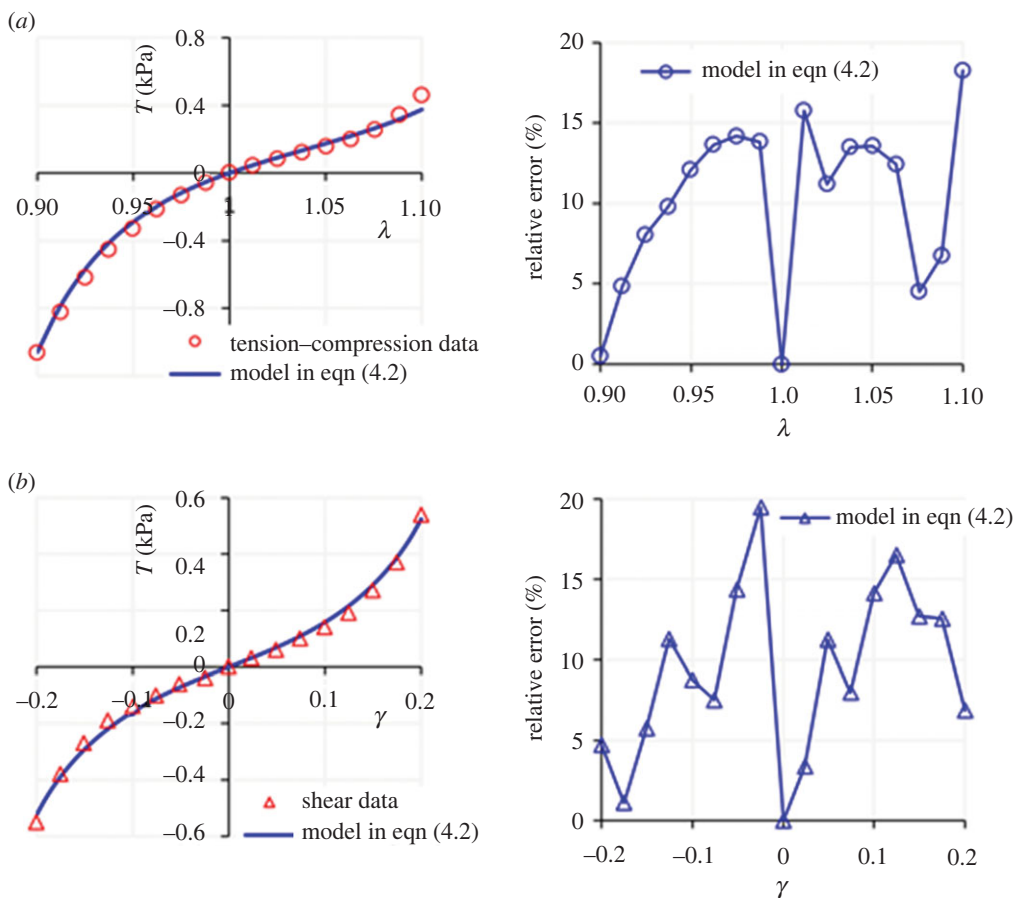 (a)
T (kPa)
0.8
0.4
0
0.90
0.95
1
1.05
1.10
λ
–0.4
–0.8
tension–compression data
model in eqn (4.2)
relative error (%)
20
15
10
5
0
model in eqn (4.2)
0.90
0.95
1.0
1.05
1.10
λ
(b)
T (kPa)
0.6
0.4
0.2
0
–0.2
–0.1
0
0.1
0.2
γ
–0.2
–0.4
–0.6
shear data
model in eqn (4.2)
relative error (%)
20
15
10
5
0
model in eqn (4.2)
–0.2
–0.1
0
0.1
0.2
γ